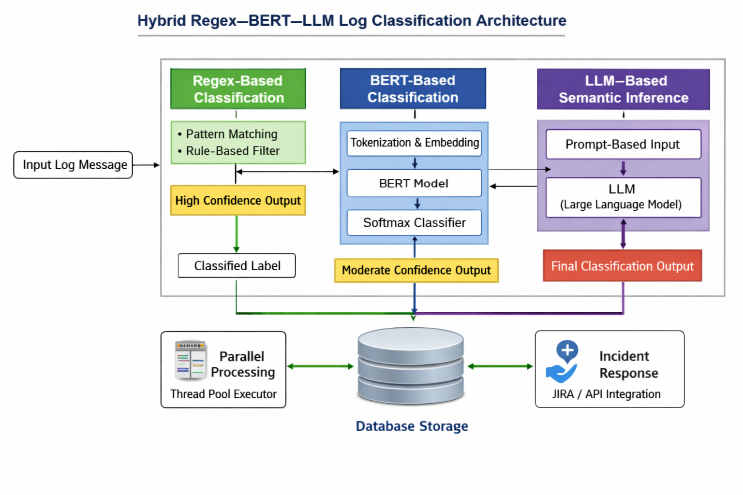 Hybrid Regex—BERT—LLM Log Classification Architecture
Regex-Based
Classification
BERT-Based
Classification
LLM—Based
Semantic Inference
Input Log Message
• Pattern Matching
• Rule-Based Filter
High Confidence Output
Classified Label
Tokenization & Embedding
BERT Model
Softmax Classifier
Moderate Confidence Output
Prompt-Based Input
LLM
(Large Language Model)
Final Classification Output
Parallel
Processing
Thread Pool Executor
Database Storage
Incident
Response
JIRA / API Integration